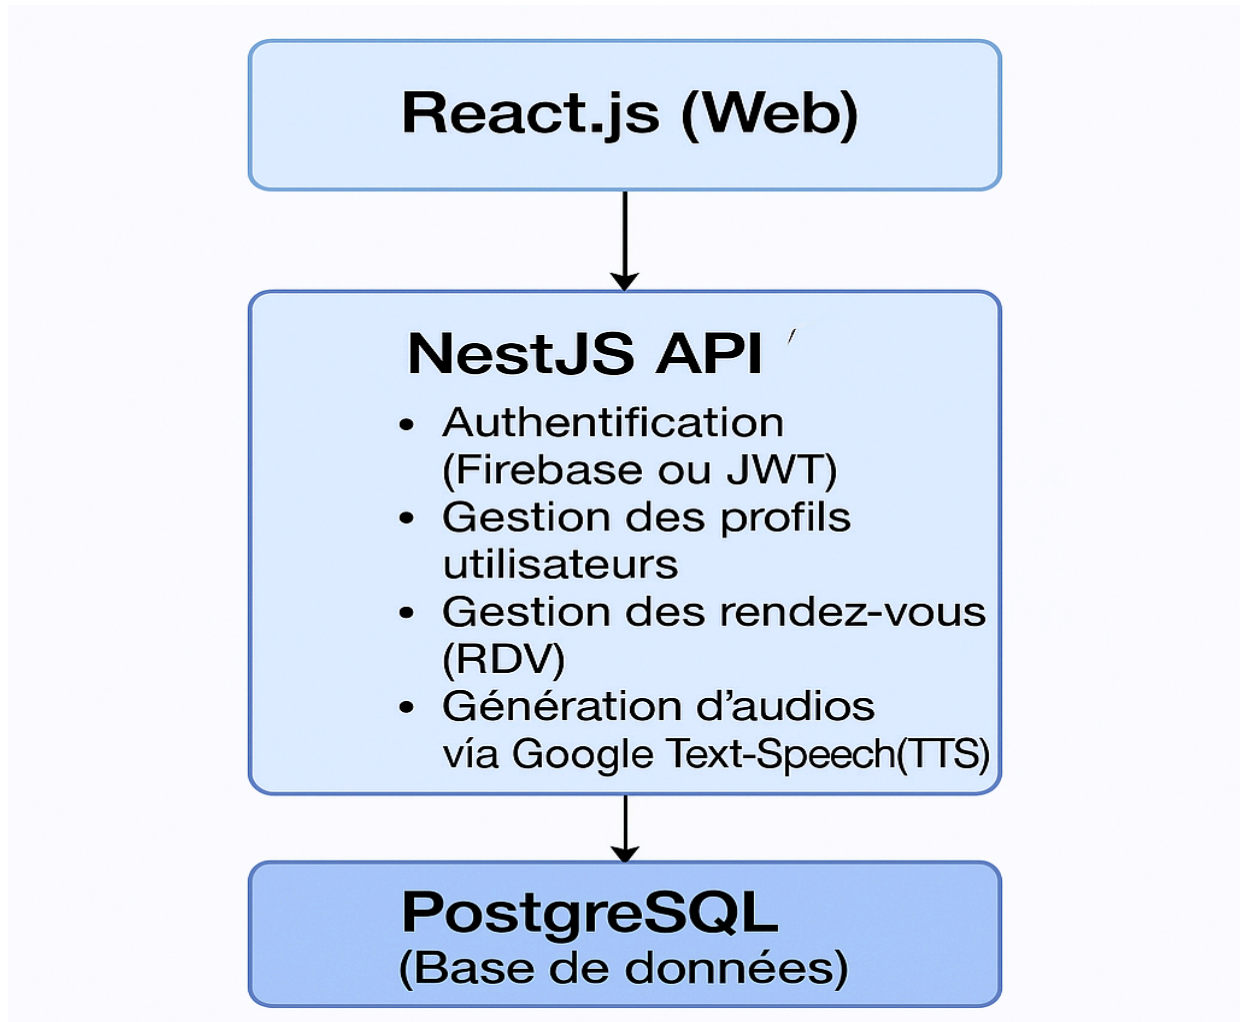 React.js (Web)
NestJS API
• Authentification
(Firebase ou JWT)
• Gestion des profils
utilisateurs
• Gestion des rendez-vous
(RDV)
• Génération d’audios
vía Google Text-Speech(TTS)
PostgreSQL
(Base de données)